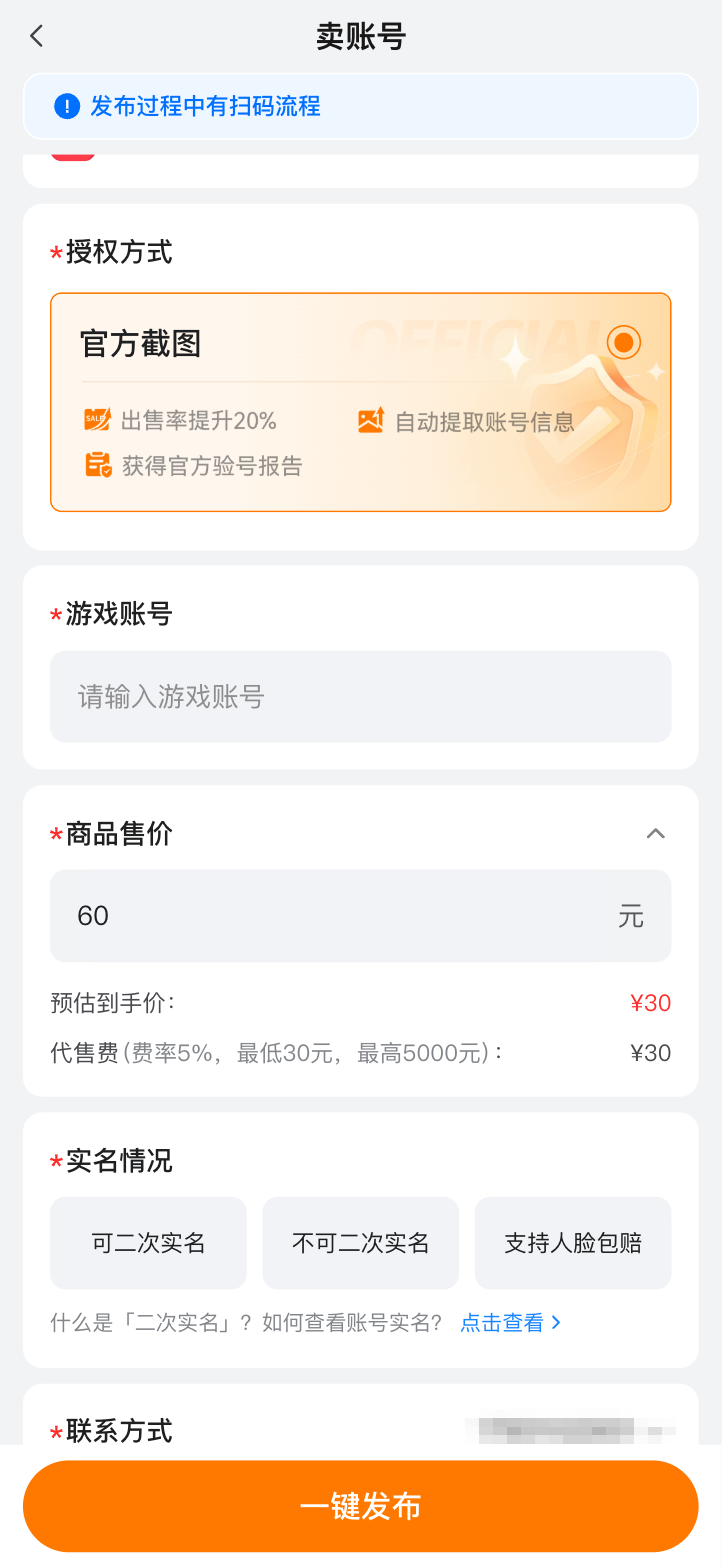 卖账号
发布过程中有扫码流程
*授权方式
OFFICIAL
官方截图
出售率提升20%
自动提取账号信息
获得官方验号报告
*游戏账号
请输入游戏账号
*商品售价
60 元
预估到手价： ¥30
代售费(费率5%，最低30元，最高5000元)： ¥30
*实名情况
可二次实名 不可二次实名 支持人脸包赔
什么是「二次实名」？如何查看账号实名？ 点击查看
*联系方式
一键发布